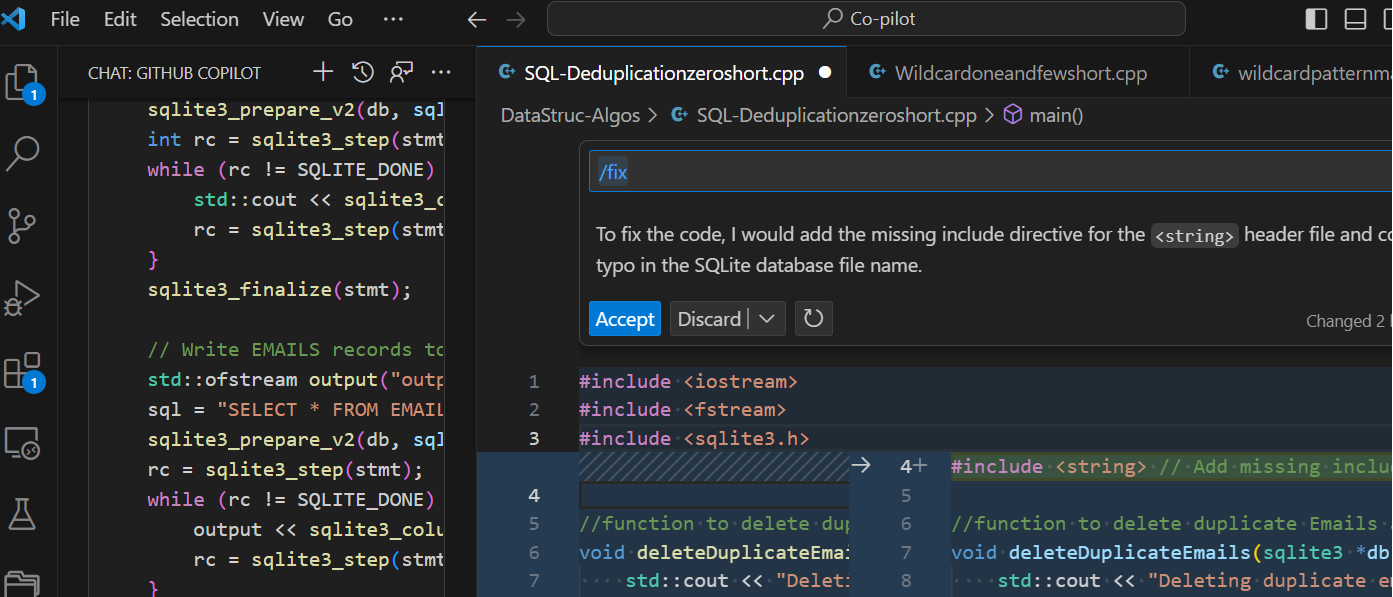 File Edit Selection View Go ··· Co-pilot
CHAT: GITHUB COPILOT
sqlite3_prepare_v2(db, sql
int rc = sqlite3_step(stmt
while (rc != SQLITE_DONE)
std::cout << sqlite3_c
rc = sqlite3_step(stmt
}
sqlite3_finalize(stmt);
// Write EMAILS records to
std::ofstream output("outp
sql = "SELECT * FROM EMAIL
sqlite3_prepare_v2(db, sql
rc = sqlite3_step(stmt);
while (rc != SQLITE_DONE)
output << sqlite3_colu
rc = sqlite3_step(stmt
}
1
1
SQL-Deduplicationzeroshort.cpp Wildcardoneandfewshort.cpp wildcardpatternma
DataStruc-Algos > SQL-Deduplicationzeroshort.cpp > main()
/fix
To fix the code, I would add the missing include directive for the <string> header file and co
typo in the SQLite database file name.
Accept Discard
Changed 2
1 #include <iostream>
2 #include <fstream>
3 #include <sqlite3.h>
4+ #include <string> // Add missing inclu
4 5
5 //function to delete dup 6 //function to delete duplicate Emails
6 void deleteDuplicateEmai 7 void deleteDuplicateEmails(sqlite3 *db
7 std::cout << "Deleti 8 std::cout << "Deleting duplicate e